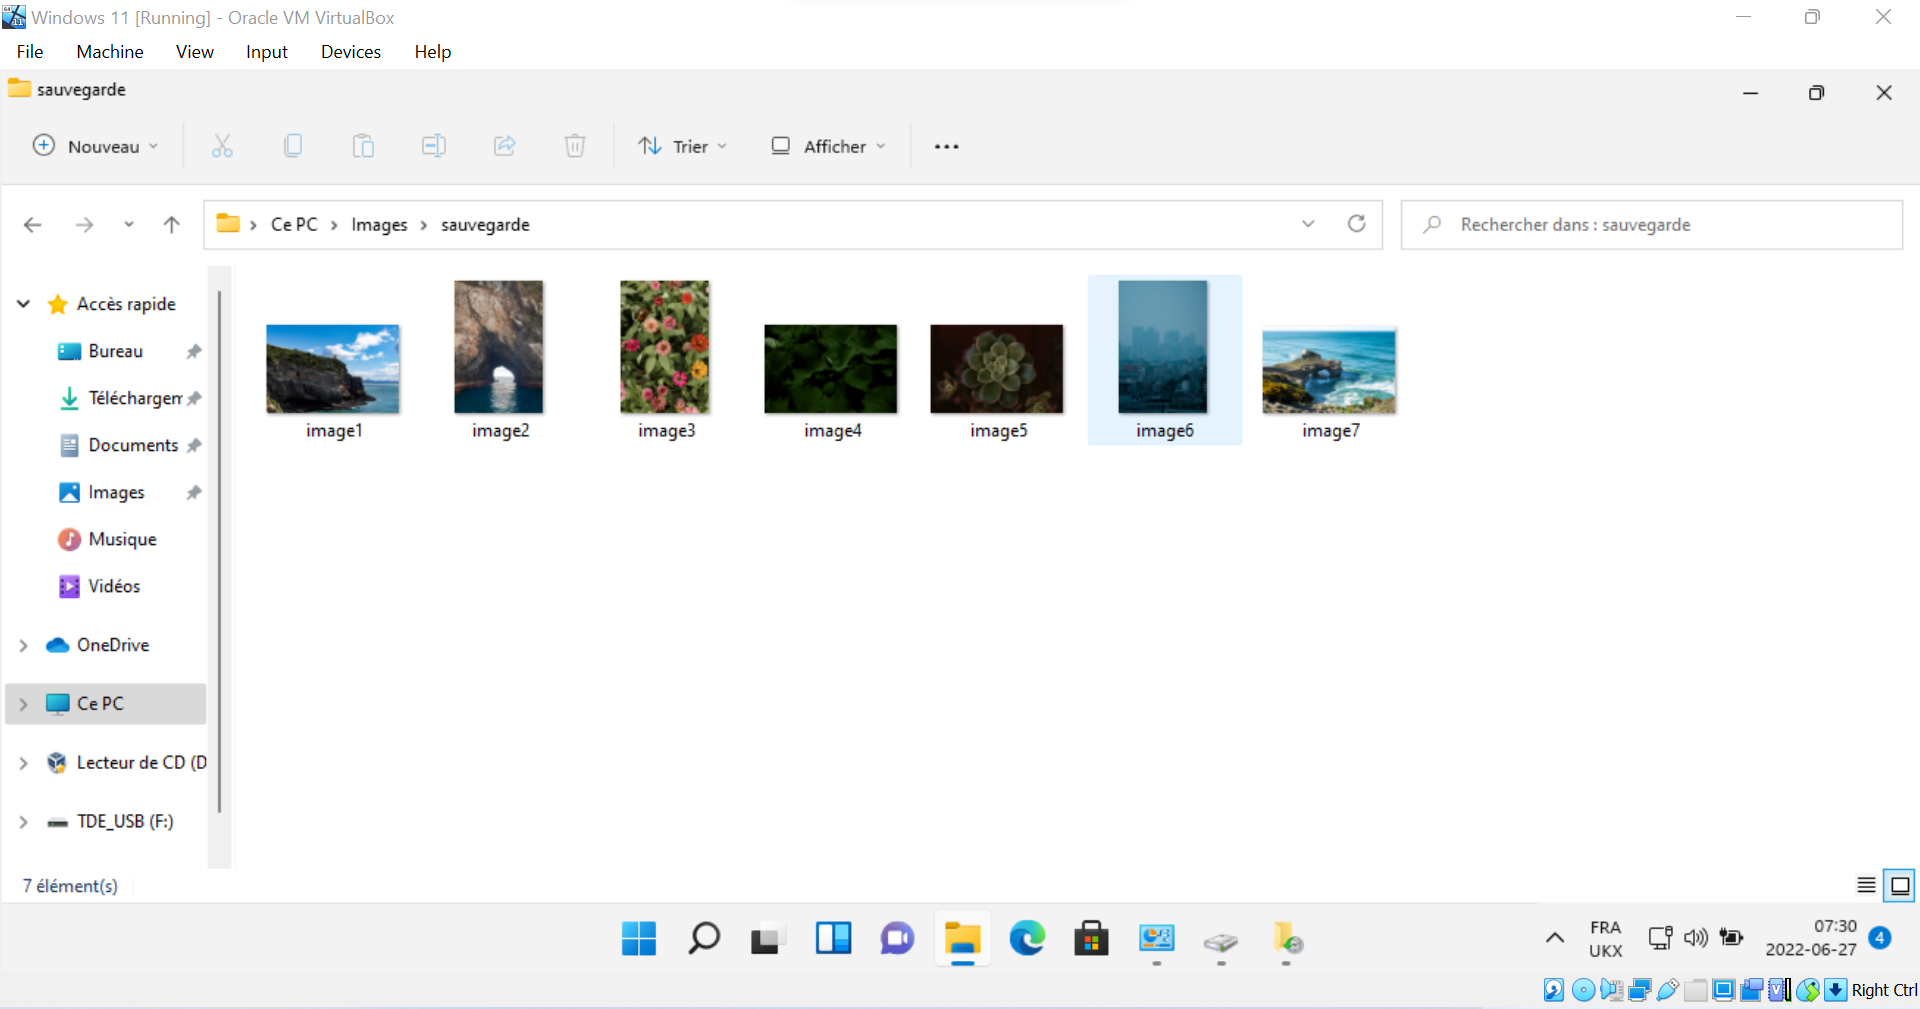 Windows 11 [Running] - Oracle VM VirtualBox
File Machine View Input Devices Help
sauvegarde
Nouveau Trier Afficher
Ce PC > Images > sauvegarde
Rechercher dans : sauvegarde
Accès rapide
Bureau
Téléchargem
Documents
Images
Musique
Vidéos
OneDrive
Ce PC
Lecteur de CD (D
TDE_USB (F:)
image1 image2 image3 image4 image5 image6 image7
7 élément(s)
FRA
UKX
07:30
2022-06-27
4
Right Ctrl